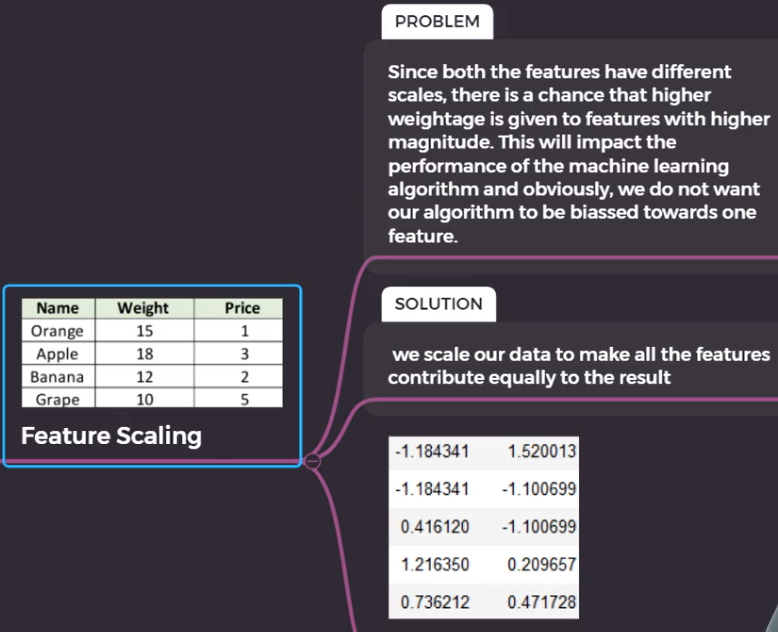 PROBLEM
Since both the features have different
scales, there is a chance that higher
weightage is given to features with higher
magnitude. This will impact the
performance of the machine learning
algorithm and obviously, we do not want
our algorithm to be biassed towards one
feature.
Name Weight Price
Orange 15 1
Apple 18 3
Banana 12 2
Grape 10 5
Feature Scaling
SOLUTION
we scale our data to make all the features
contribute equally to the result
-1.184341 1.520013
-1.184341 -1.100699
0.416120 -1.100699
1.216350 0.209657
0.736212 0.471728